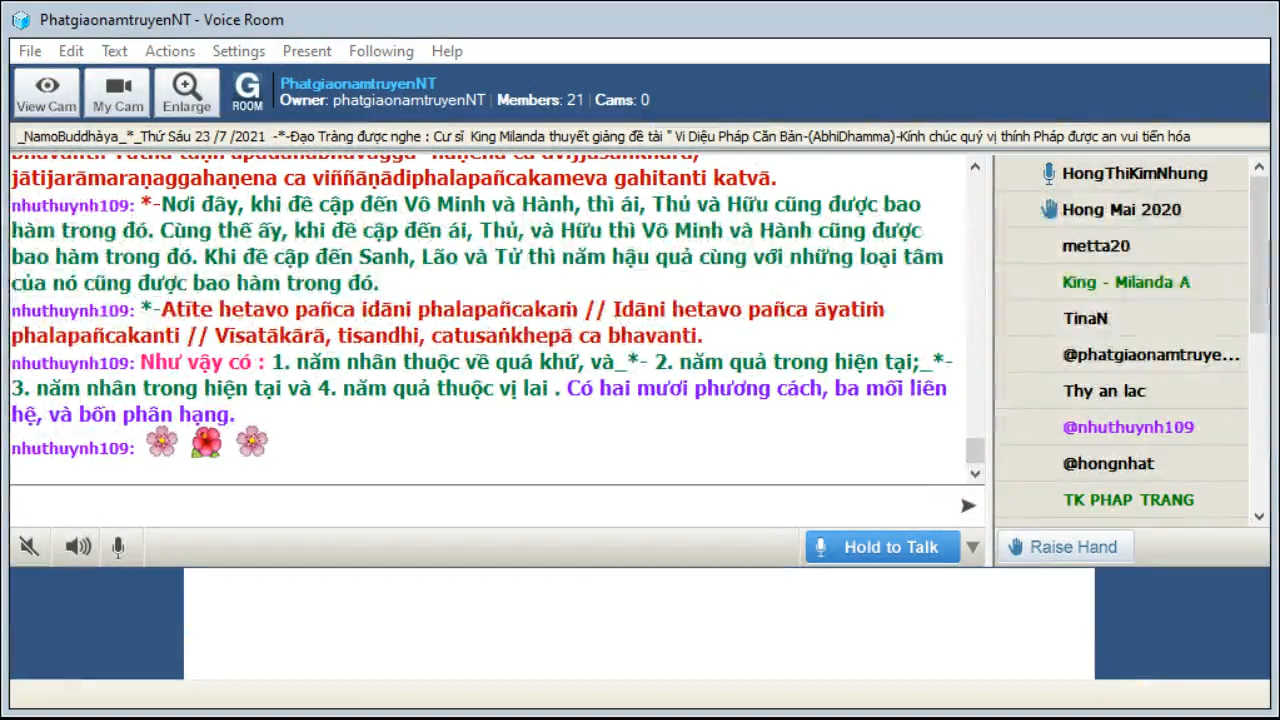 PhatgiaonamtruyenNT - Voice Room
File Edit Text Actions Settings Present Following Help
View Cam My Cam Enlarge G ROOM
PhatgiaonamtruyenNT
Owner: phatgiaonamtruyenNT | Members: 21 | Cams: 0
_NamoBuddhàya_*_Thứ Sáu 23 /7 /2021 -*-Đạo Tràng được nghe : Cư sĩ King Milanda thuyết giảng đề tài " Vi Diệu Pháp Căn Bản-(AbhiDhamma)-Kính chúc quý vị thính Pháp được an vui tiến hóa
jātijarāmaraṇaggahaṇena ca viññāṇādiphalapañcakameva gahitanti katvā.
nhuthuynh109: *-Nơi đây, khi đề cập đến Vô Minh và Hành, thì ái, Thủ và Hữu cũng được bao
hàm trong đó. Cùng thế ấy, khi đề cập đến ái, Thủ, và Hữu thì Vô Minh và Hành cũng được
bao hàm trong đó. Khi đề cập đến Sanh, Lão và Tử thì năm hậu quả cùng với những loại tâm
của nó cũng được bao hàm trong đó.
nhuthuynh109: *-Atīte hetavo pañca idāni phalapañcakaṁ // Idāni hetavo pañca āyatiṁ
phalapañcakanti // Vīsatākārā, tisandhi, catusaṅkhepā ca bhavanti.
nhuthuynh109: Như vậy có : 1. năm nhân thuộc về quá khứ, và_*- 2. năm quả trong hiện tại;_*-
3. năm nhân trong hiện tại và 4. năm quả thuộc vị lai . Có hai mươi phương cách, ba mối liên
hệ, và bốn phân hạng.
nhuthuynh109:
HongThiKimNhung
Hong Mai 2020
metta20
King - Milanda A
TinaN
@phatgiaonamtruye...
Thy an lac
@nhuthuynh109
@hongnhat
TK PHAP TRANG
Hold to Talk
Raise Hand